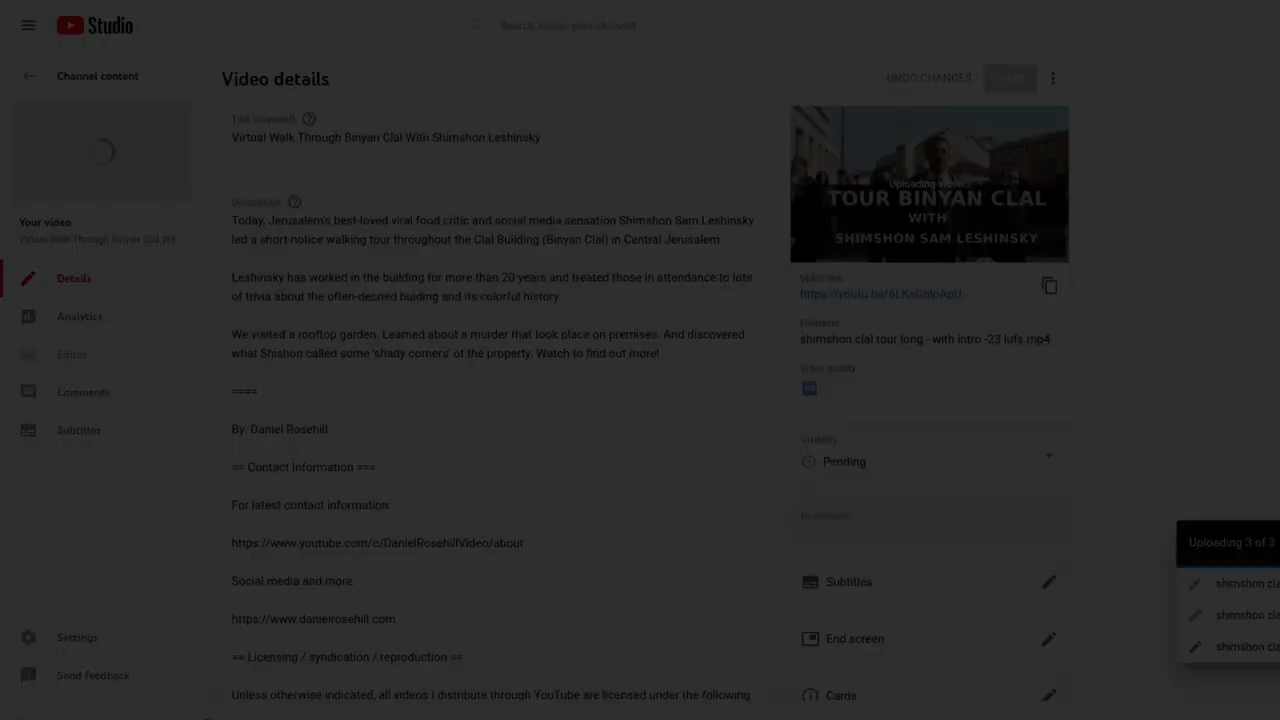 Studio
Search across your channel
Channel content
Your video
Virtual Walk Through Binyan Clal Wit
Details
Analytics
Editor
Comments
Subtitles
Settings
Send Feedback
Video details
UNDO CHANGES
Title (required)
Virtual Walk Through Binyan Clal With Shimshon Leshinsky
Description
Today, Jerusalem's best-loved viral food critic and social media sensation Shimshon Sam Leshinsky
led a short-notice walking tour throughout the Clal Building (Binyan Clal) in Central Jerusalem.
Leshinsky has worked in the building for more than 20 years and treated those in attendance to lots
of trivia about the often-decried buiding and its colorful history.
We visited a rooftop garden. Learned about a murder that took place on premises. And discovered
what Shishon called some 'shady corners' of the property. Watch to find out more!
====
By: Daniel Rosehill
== Contact Information ===
For latest contact information:
https://www.youtube.com/c/DanielRosehillVideo/about
Social media and more:
https://www.danielrosehill.com
== Licensing / syndication / reproduction ==
Unless otherwise indicated, all videos I distribute through YouTube are licensed under the following
Uploading video...
TOUR BINYAN CLAL
WITH
SHIMSHON SAM LESHINSKY
Video link
Filename
shimshon clal tour long - with intro -23 lufs.mp4
Video quality
Visibility
Pending
Restrictions
Subtitles
End screen
Cards
Uploading 3 of 3
shimshon cla
shimshon cla
shimshon cla